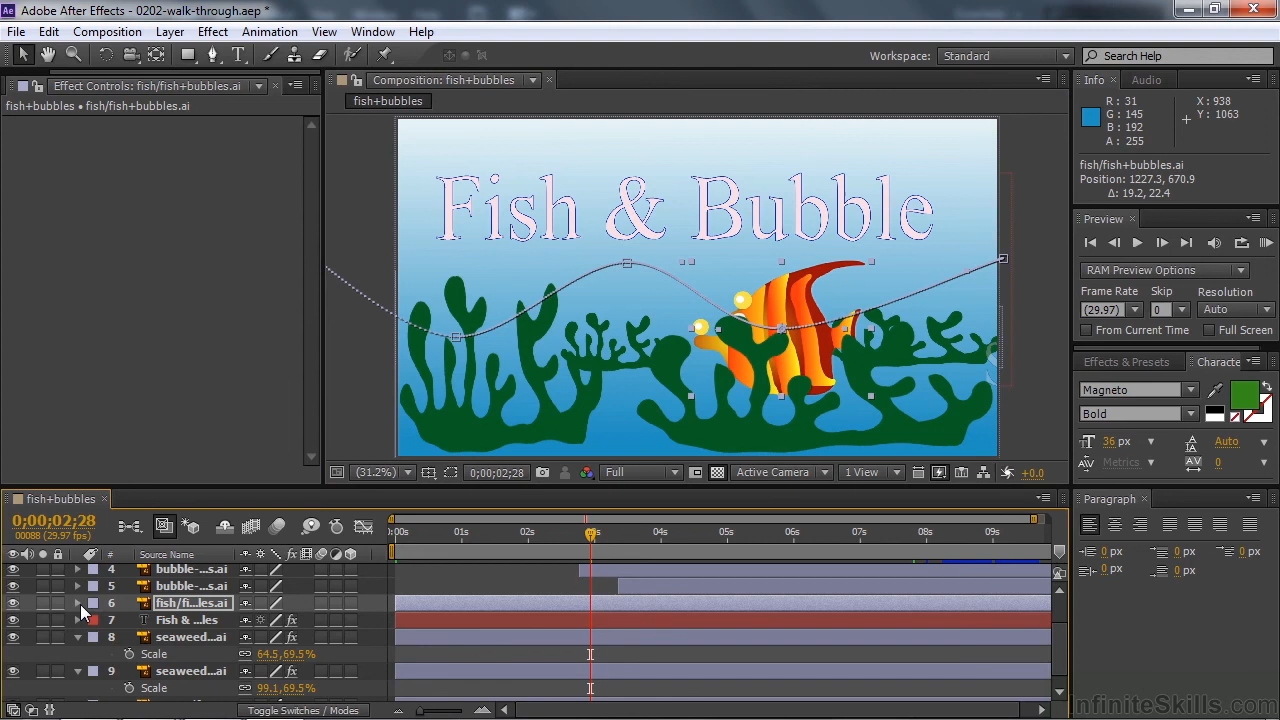 Adobe After Effects - 0202-walk-through.aep *
File Edit Composition Layer Effect Animation View Window Help
Workspace: Standard Search Help
Effect Controls: fish/fish+bubbles.ai
fish+bubbles • fish/fish+bubbles.ai
Composition: fish+bubbles
fish+bubbles
Fish & Bubble
(31.2%) 0;00;02;28 Full Active Camera 1 View +0.0
Info Audio
R: 31 X: 938
G: 145 Y: 1063
B: 192
A: 255
fish/fish+bubbles.ai
Position: 1227.3, 670.9
Δ: 19.2, 22.4
Preview
RAM Preview Options
Frame Rate Skip Resolution
(29.97) 0 Auto
From Current Time Full Screen
Effects & Presets Characte
Magneto
Bold
36 px Auto
Metrics 0
Paragraph
0 px 0 px 0 px
0 px 0 px
fish+bubbles
0;00;02;28
00088 (29.97 fps)
:00s 01s 02s 03s 04s 05s 06s 07s 08s 09s
# Source Name
4 bubble-...s.ai
5 bubble-...s.ai
6 fish/fi...les.ai
7 Fish & ...les
8 seaweed...ai
Scale 64.5,69.5%
9 seaweed...ai
Scale 99.1,69.5%
Toggle Switches / Modes
InfiniteSkills.com